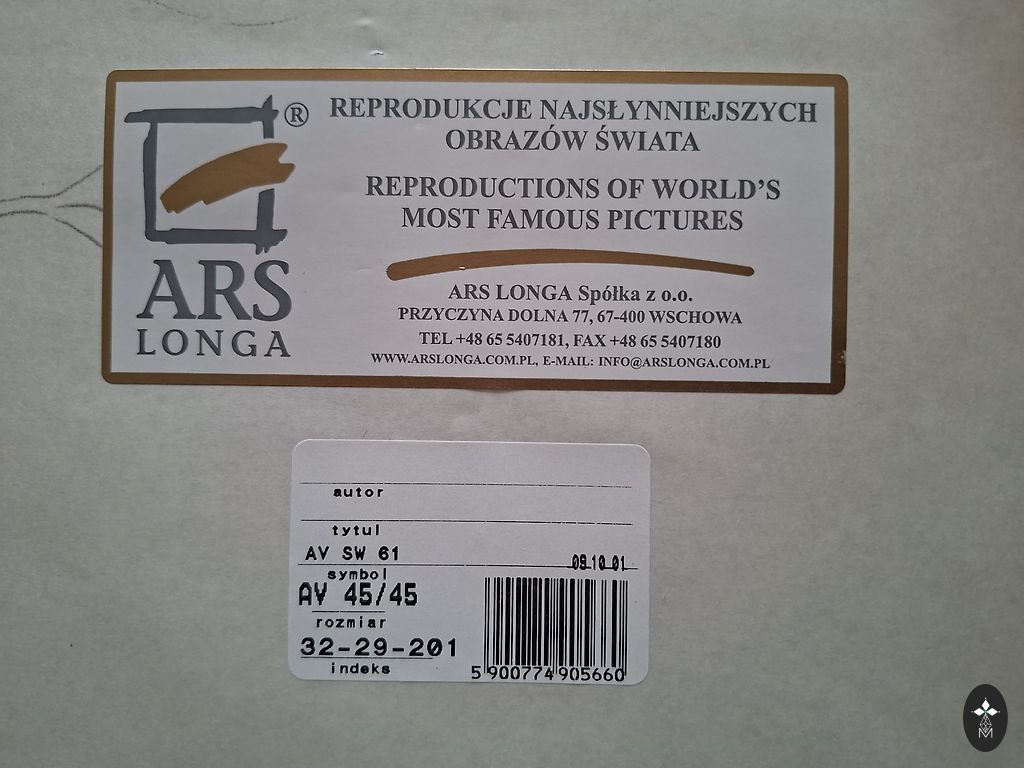 ®
REPRODUKCJE NAJSŁYNNIEJSZYCH
OBRAZÓW ŚWIATA
REPRODUCTIONS OF WORLD'S
MOST FAMOUS PICTURES
ARS
LONGA
ARS LONGA Spółka z o.o.
PRZYCZYNA DOLNA 77, 67-400 WSCHOWA
TEL +48 65 5407181, FAX +48 65 5407180
WWW.ARSLONGA.COM.PL, E-MAIL: INFO@ARSLONGA.COM.PL
autor
tytul
AV SW 61
09 10 01
symbol
AV 45/45
rozmiar
32-29-201
indeks
5 900774 905660
M